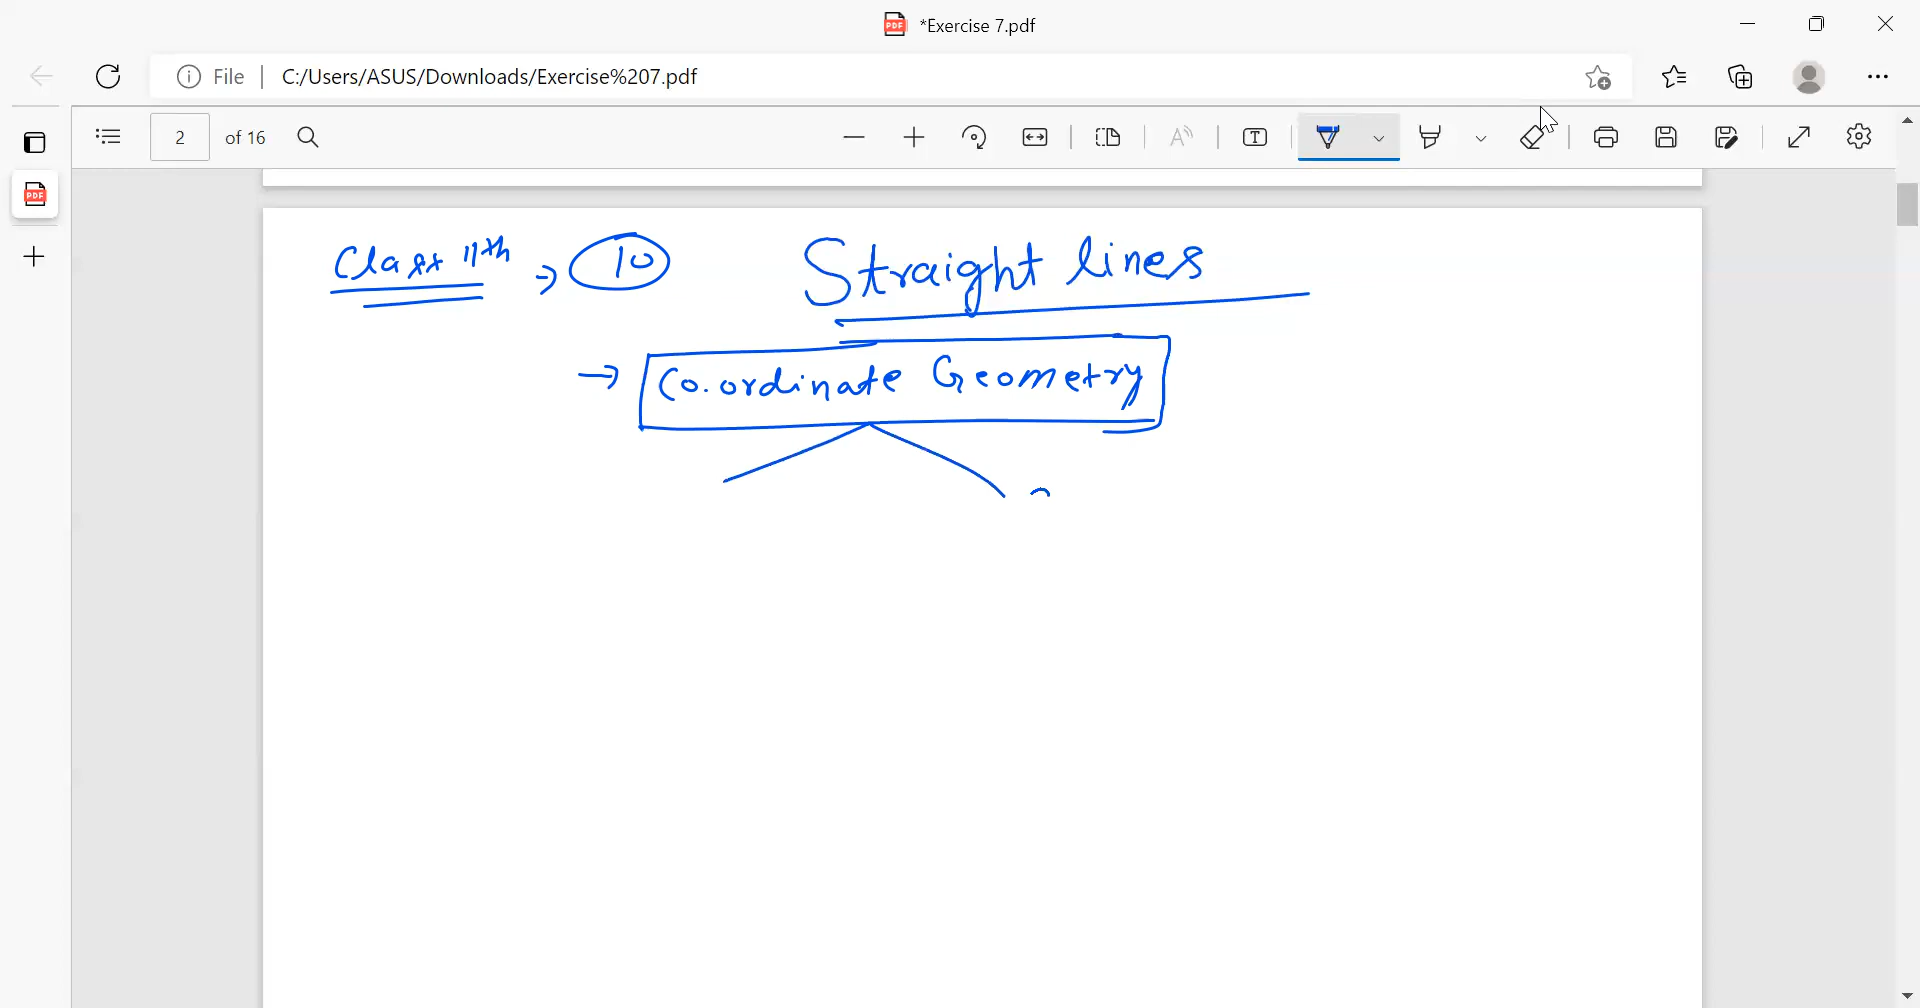 *Exercise 7.pdf
File | C:/Users/ASUS/Downloads/Exercise%207.pdf
2 of 16
Class 11th → 10 Straight lines
→ Co.ordinate Geometry